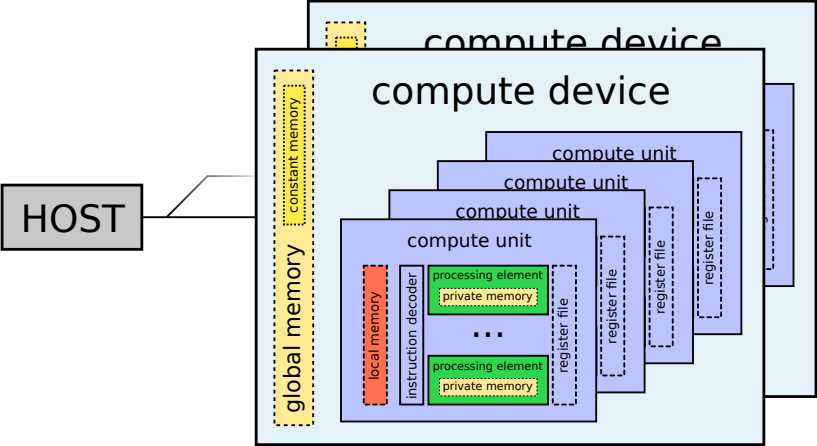 compute device
compute device
HOST
global memory
constant memory
compute unit
register file
compute unit
register file
compute unit
register file
compute unit
local memory
instruction decoder
processing element
private memory
...
processing element
private memory
register file